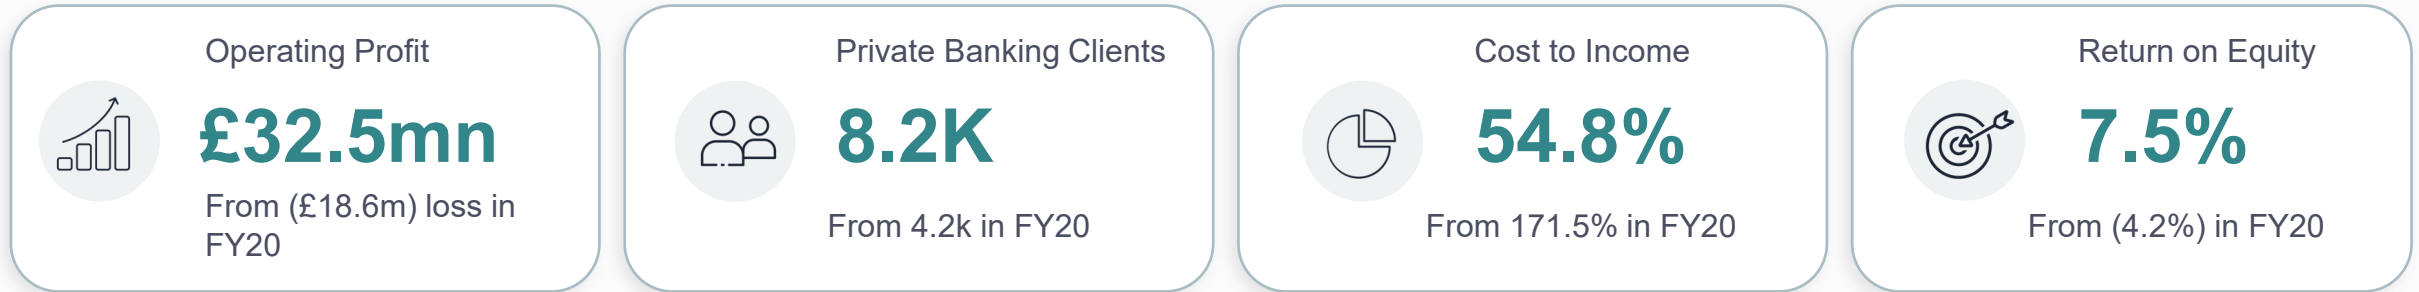 Operating Profit
£32.5mn
From (£18.6m) loss in
FY20
Private Banking Clients
8.2K
From 4.2k in FY20
Cost to Income
54.8%
From 171.5% in FY20
Return on Equity
7.5%
From (4.2%) in FY20